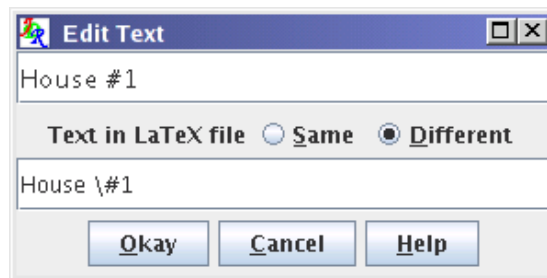 Edit Text
House #1
Text in LaTeX file Same Different
House \#1
Okay Cancel Help